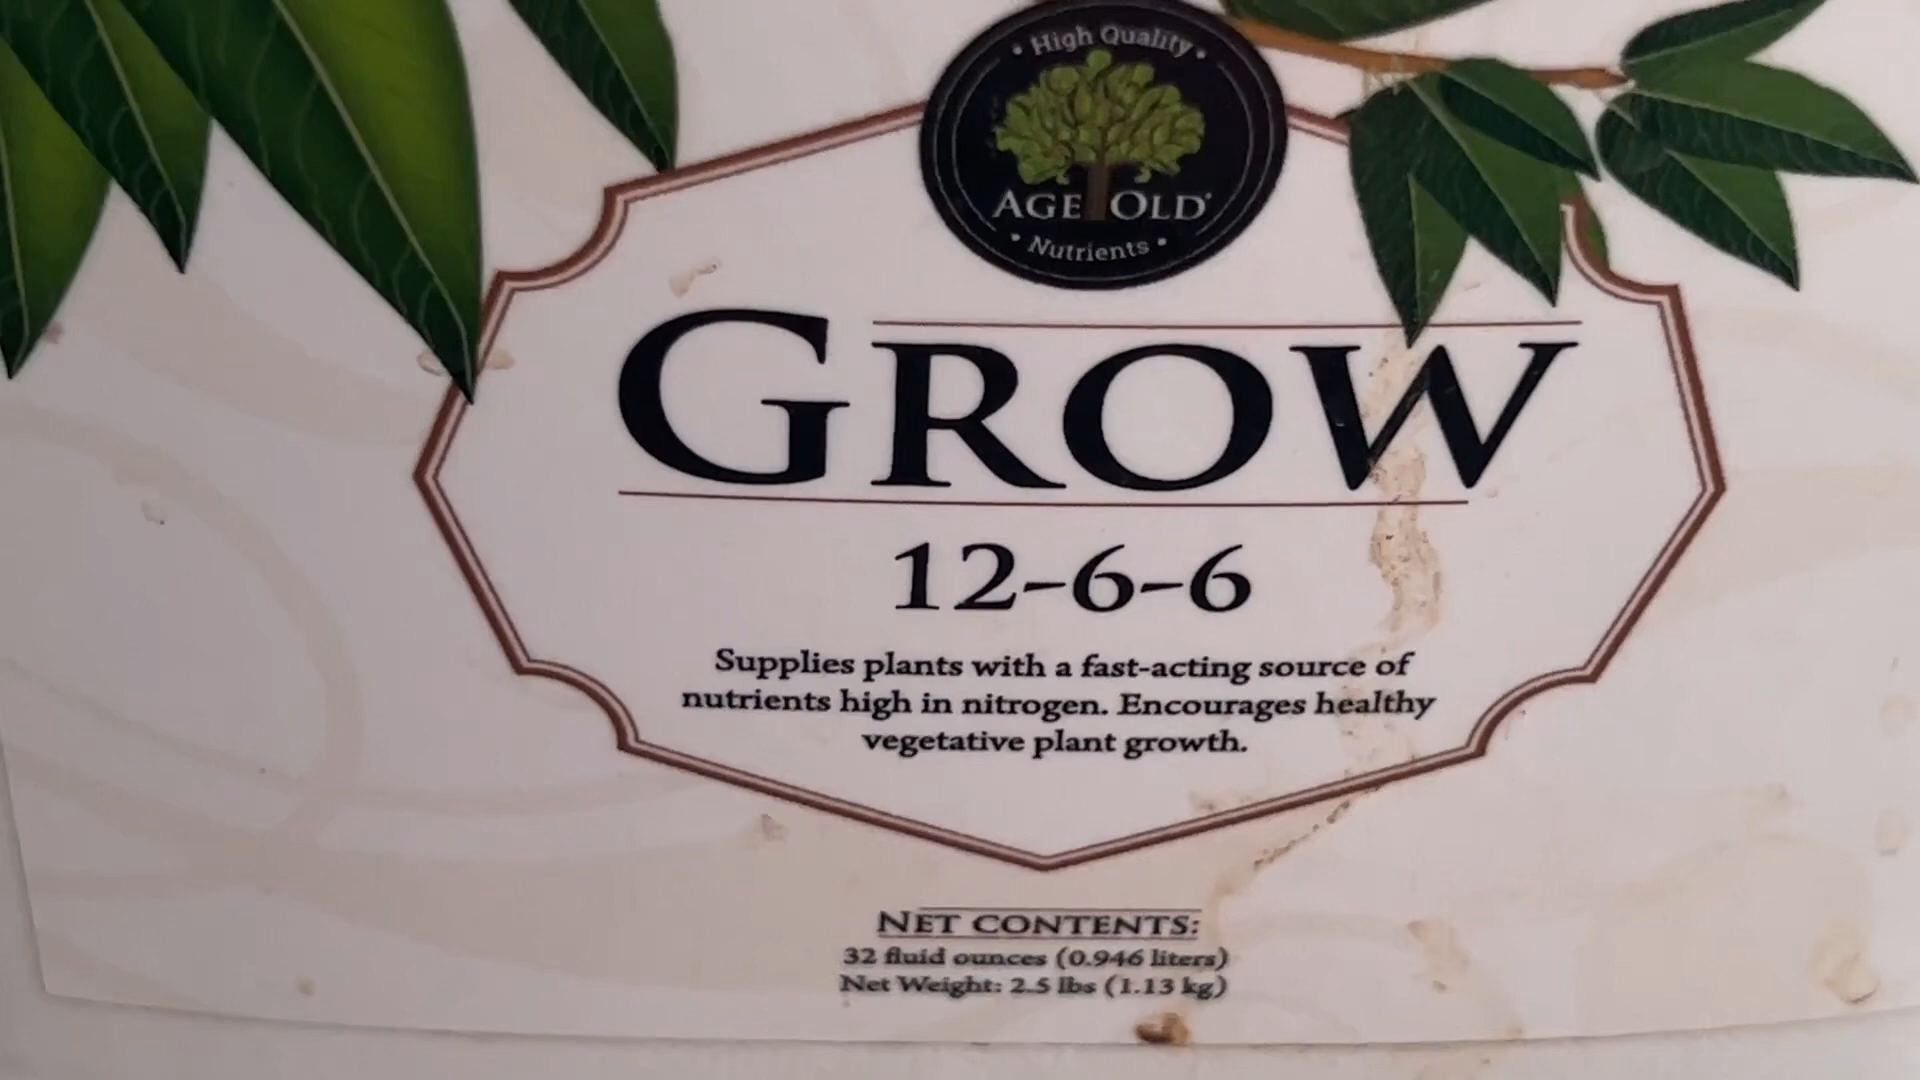 • High Quality •
AGE OLD®
• Nutrients •
GROW
12-6-6
Supplies plants with a fast-acting source of
nutrients high in nitrogen. Encourages healthy
vegetative plant growth.
NET CONTENTS:
32 fluid ounces (0.946 liters)
Net Weight: 2.5 lbs (1.13 kg)